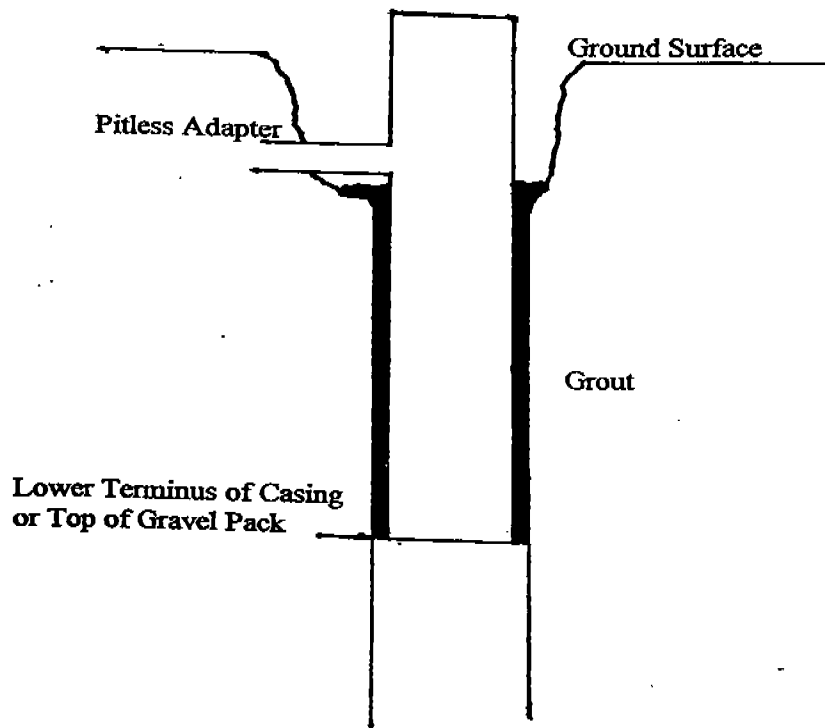 Ground Surface
Pitless Adapter
Grout
Lower Terminus of Casing
or Top of Gravel Pack